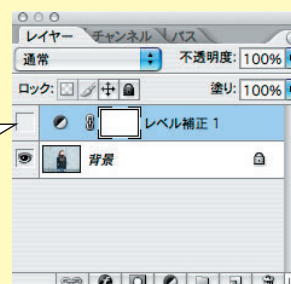 レイヤー チャンネル パス
通常 不透明度: 100%
ロック: 塗り: 100%
レベル補正 1
背景